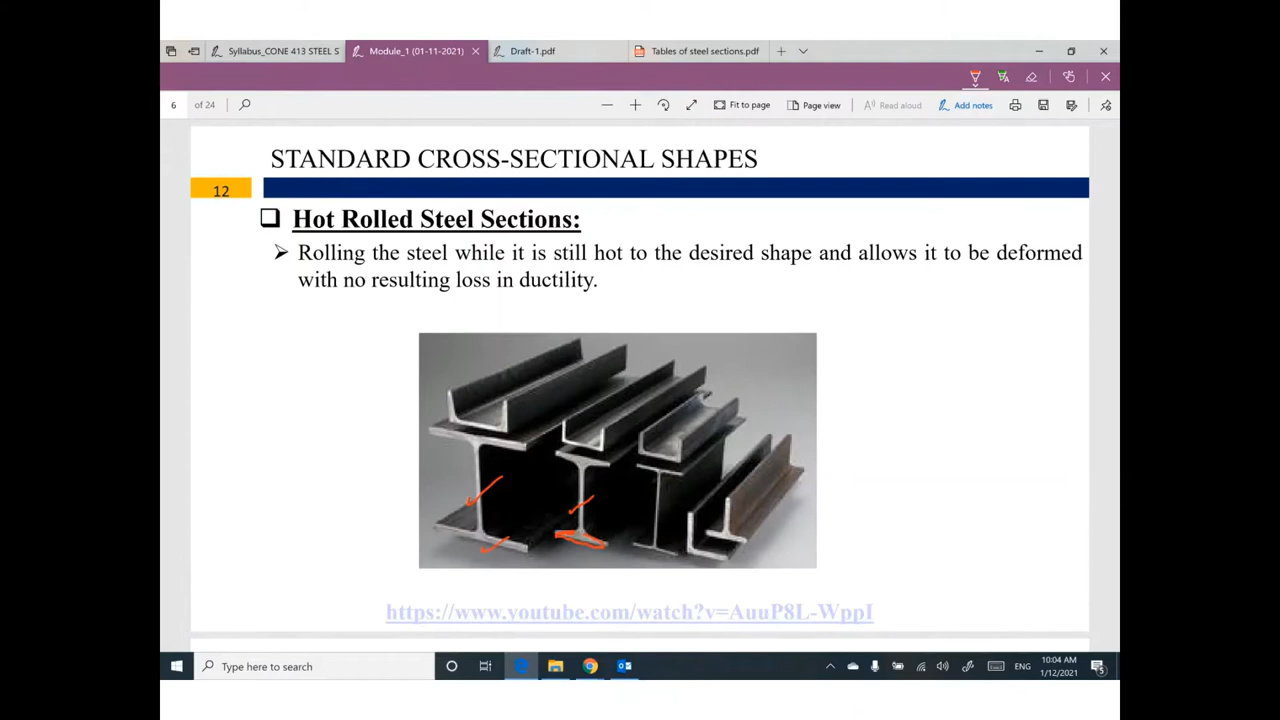 Syllabus_CONE 413 STEEL S
Module_1 (01-11-2021)
Draft-1.pdf
Tables of steel sections.pdf
6 of 24
Fit to page
Page view
Read aloud
Add notes
STANDARD CROSS-SECTIONAL SHAPES
12
Hot Rolled Steel Sections:
Rolling the steel while it is still hot to the desired shape and allows it to be deformed
with no resulting loss in ductility.
https://www.youtube.com/watch?v=AuuP8L-WppI
Type here to search
ENG
10:04 AM
1/12/2021
5